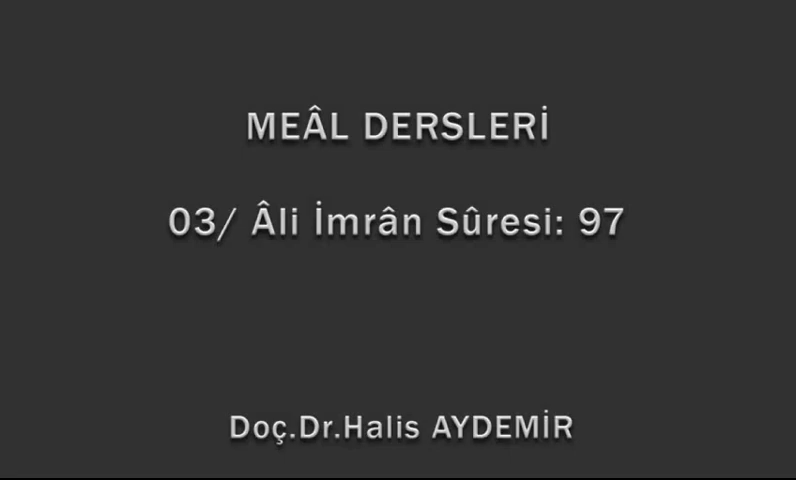 MEÂL DERSLERİ
03/ Âli İmrân Sûresi: 97
Doç.Dr.Halis AYDEMİR